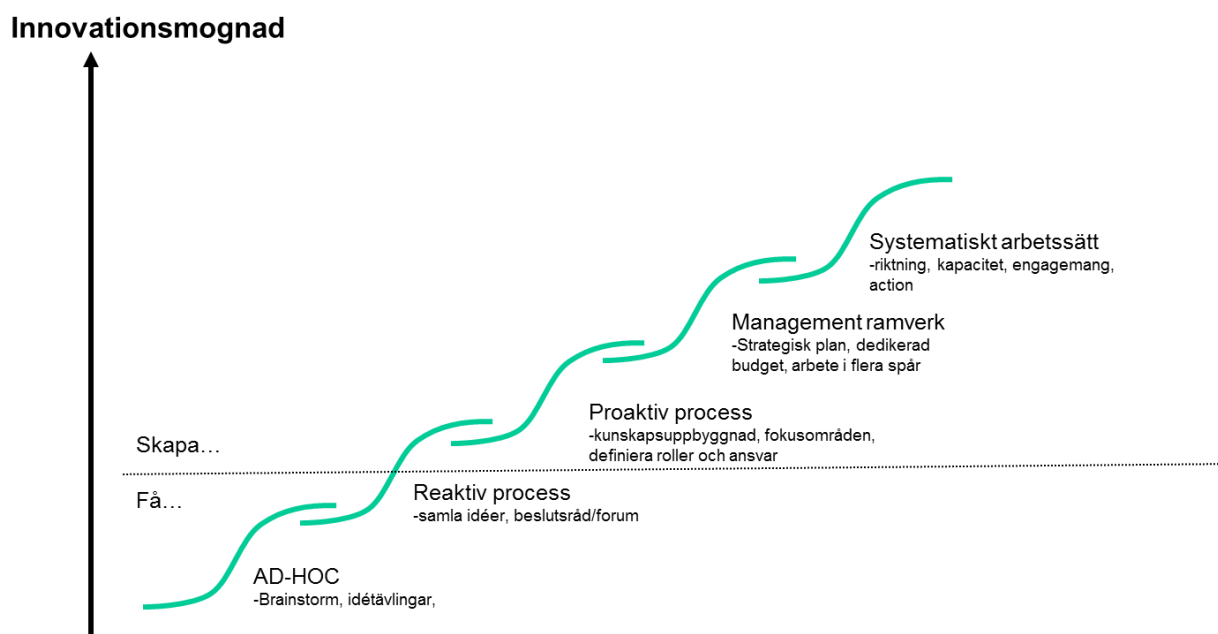 Innovationsmognad
Systematiskt arbetssätt
-riktning, kapacitet, engagemang,
action
Management ramverk
-Strategisk plan, dedikerad
budget, arbete i flera spår
Proaktiv process
-kunskapsuppbyggnad, fokusområden,
definiera roller och ansvar
Skapa…
Få…
Reaktiv process
-samla idéer, beslutsråd/forum
AD-HOC
-Brainstorm, idétävlingar,